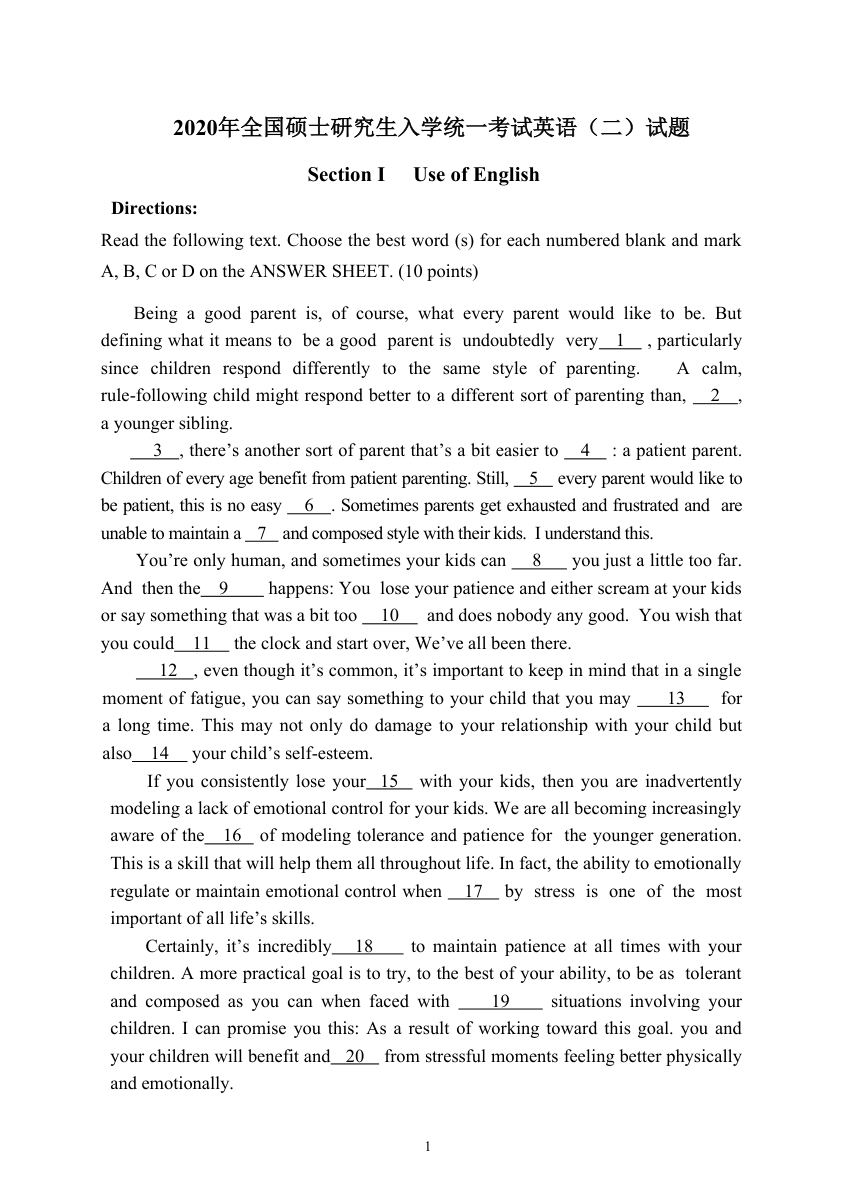 2020年全国硕士研究生入学统一考试英语（二）试题
Section I Use of English
Directions:
Read the following text. Choose the best word (s) for each numbered blank and mark
A, B, C or D on the ANSWER SHEET. (10 points)
Being a good parent is, of course, what every parent would like to be. But
defining what it means to be a good parent is undoubtedly very 1 , particularly
since children respond differently to the same style of parenting. A calm,
rule-following child might respond better to a different sort of parenting than, 2 ,
a younger sibling.
3 , there’s another sort of parent that’s a bit easier to 4 : a patient parent.
Children of every age benefit from patient parenting. Still, 5 every parent would like to
be patient, this is no easy 6 . Sometimes parents get exhausted and frustrated and are
unable to maintain a 7 and composed style with their kids. I understand this.
You’re only human, and sometimes your kids can 8 you just a little too far.
And then the 9 happens: You lose your patience and either scream at your kids
or say something that was a bit too 10 and does nobody any good. You wish that
you could 11 the clock and start over, We’ve all been there.
12 , even though it’s common, it’s important to keep in mind that in a single
moment of fatigue, you can say something to your child that you may 13 for
a long time. This may not only do damage to your relationship with your child but
also 14 your child’s self-esteem.
If you consistently lose your 15 with your kids, then you are inadvertently
modeling a lack of emotional control for your kids. We are all becoming increasingly
aware of the 16 of modeling tolerance and patience for the younger generation.
This is a skill that will help them all throughout life. In fact, the ability to emotionally
regulate or maintain emotional control when 17 by stress is one of the most
important of all life’s skills.
Certainly, it’s incredibly 18 to maintain patience at all times with your
children. A more practical goal is to try, to the best of your ability, to be as tolerant
and composed as you can when faced with 19 situations involving your
children. I can promise you this: As a result of working toward this goal. you and
your children will benefit and 20 from stressful moments feeling better physically
and emotionally.
1